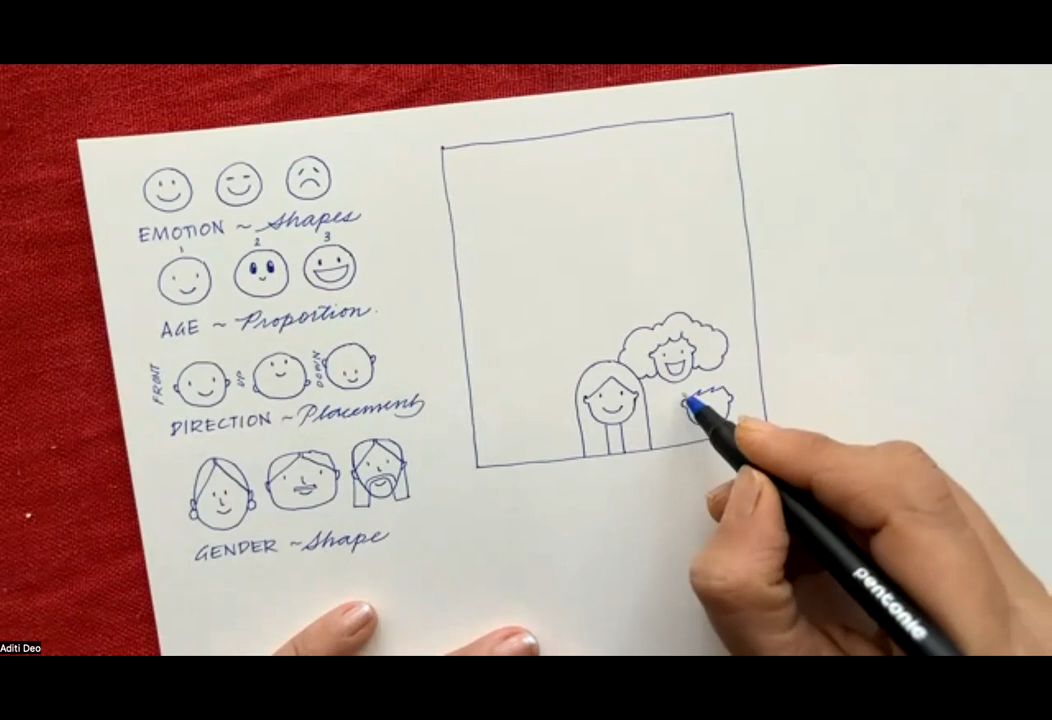 EMOTION ~ Shapes
1 2 3
AGE ~ Proportion.
FRONT UP DOWN
DIRECTION ~ Placement
GENDER ~ Shape
pentonic
Aditi Deo